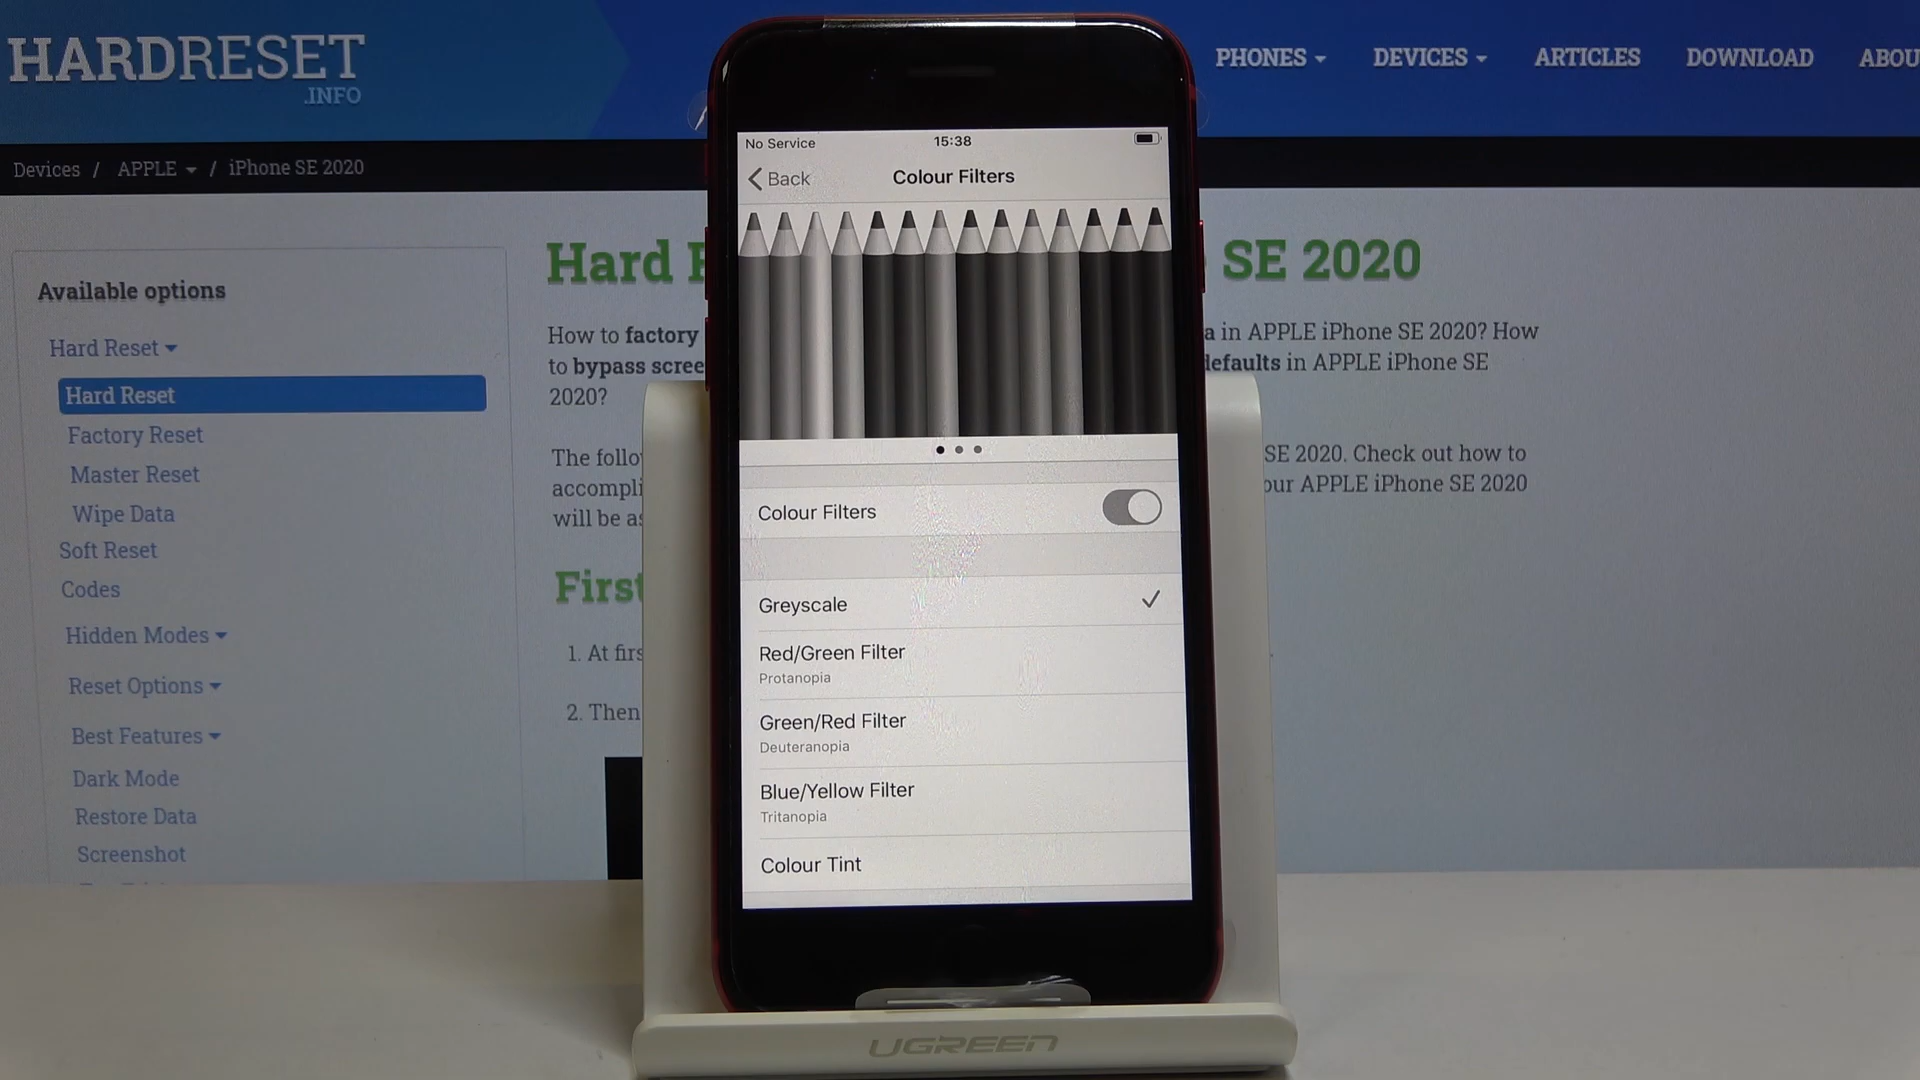 HARDRESET
.INFO
PHONES
DEVICES
ARTICLES
DOWNLOAD
ABOU
Devices / APPLE / iPhone SE 2020
Available options
Hard Reset
Hard Reset
Factory Reset
Master Reset
Wipe Data
Soft Reset
Codes
Hidden Modes
Reset Options
Best Features
Dark Mode
Restore Data
Screenshot
Hard
SE 2020
How to factory
a in APPLE iPhone SE 2020? How
to bypass scree
defaults in APPLE iPhone SE
2020?
The follo
SE 2020. Check out how to
accompli
our APPLE iPhone SE 2020
will be as
First
1. At firs
2. Then
No Service
15:38
Back
Colour Filters
Colour Filters
Greyscale
Red/Green Filter
Protanopia
Green/Red Filter
Deuteranopia
Blue/Yellow Filter
Tritanopia
Colour Tint
UGREEN